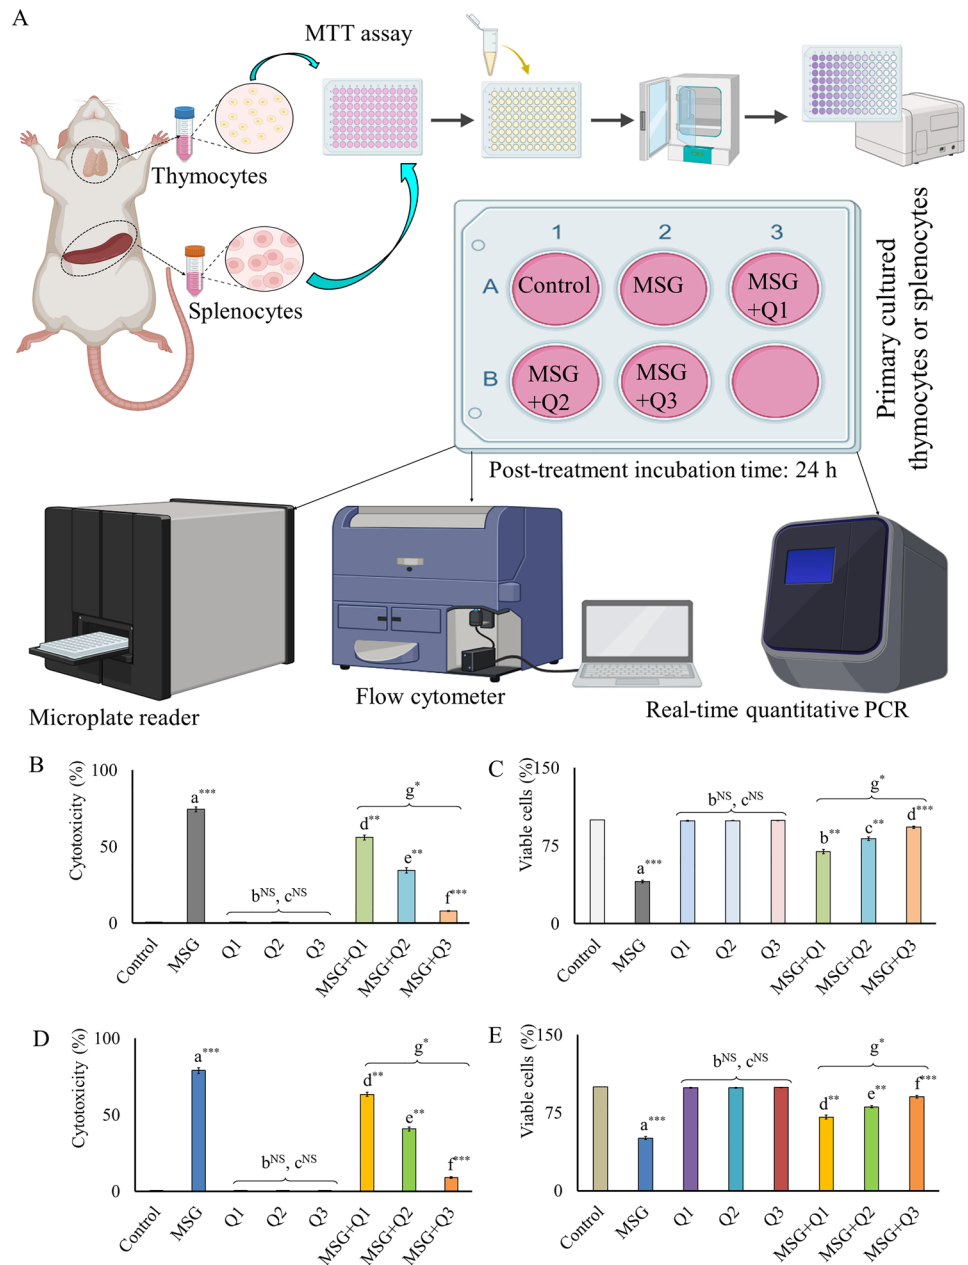 A
MTT assay
Thymocytes
Splenocytes
1 2 3
A
B
Control
MSG
MSG
+Q1
MSG
+Q2
MSG
+Q3
Primary cultured
thymocytes or splenocytes
Post-treatment incubation time: 24 h
Microplate reader
Flow cytometer
Real-time quantitative PCR
B
Cytotoxicity (%)
100
50
0
a***
bNS, cNS
d**
e**
f***
g*
Control
MSG
Q1
Q2
Q3
MSG+Q1
MSG+Q2
MSG+Q3
C
Viable cells (%)
150
75
0
a***
bNS, cNS
b**
c**
d***
g*
Control
MSG
Q1
Q2
Q3
MSG+Q1
MSG+Q2
MSG+Q3
D
Cytotoxicity (%)
100
50
0
a***
bNS, cNS
d**
e**
f***
g*
Control
MSG
Q1
Q2
Q3
MSG+Q1
MSG+Q2
MSG+Q3
E
Viable cells (%)
150
75
0
a***
bNS, cNS
d**
e**
f***
g*
Control
MSG
Q1
Q2
Q3
MSG+Q1
MSG+Q2
MSG+Q3